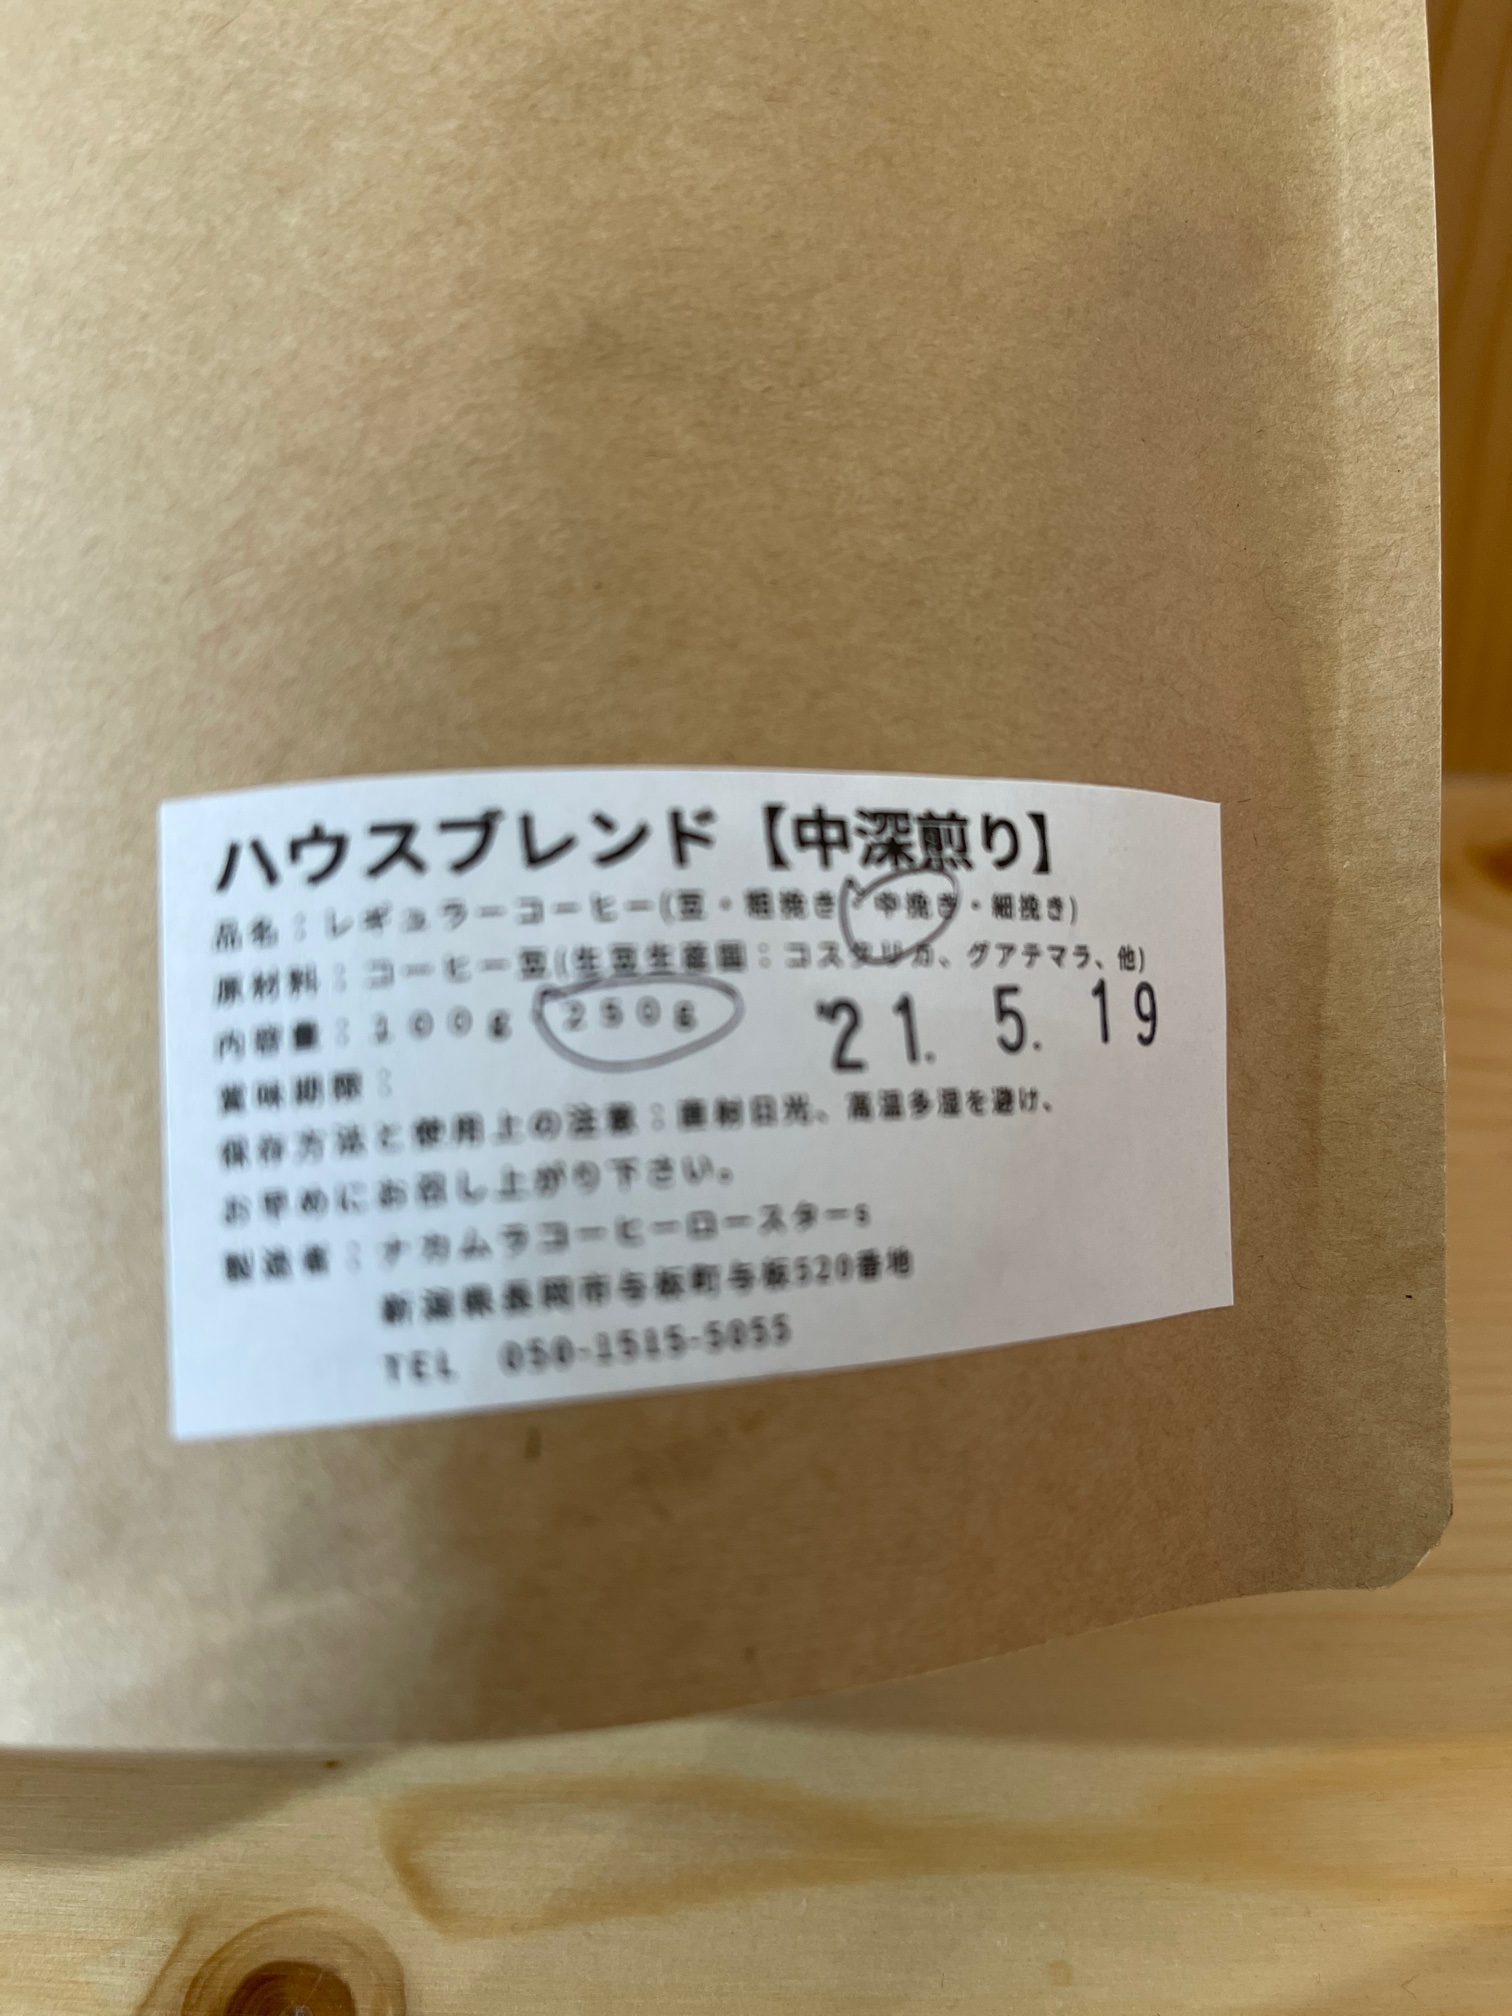 ハウスブレンド【中深煎り】
品名：レギュラーコーヒー(豆・粗挽き・中挽き・細挽き)
原材料：コーヒー豆(生豆生産国：コスタリカ、グアテマラ、他)
内容量：100g 250g
'21. 5. 19
賞味期限：
保存方法と使用上の注意：直射日光、高温多湿を避け、
お早めにお召し上がり下さい。
製造者：ナカムラコーヒーロースターs
新潟県長岡市与板町与板520番地
TEL 050-1515-5055